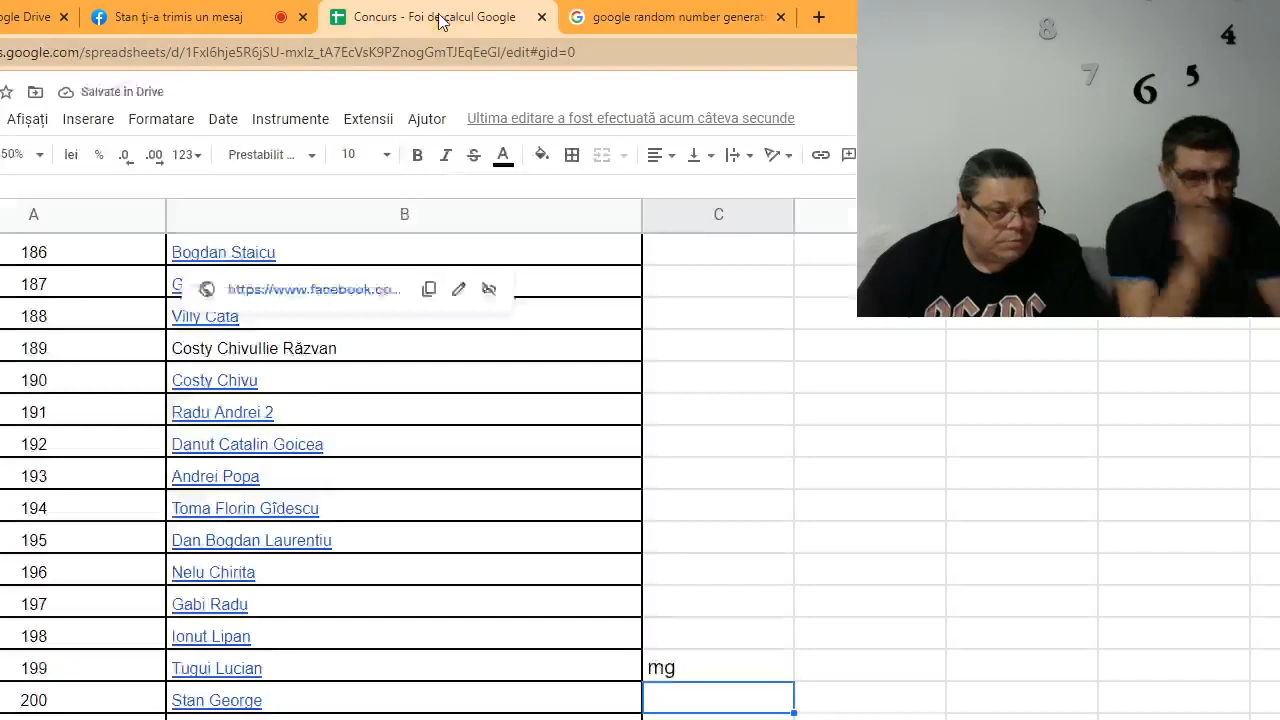 ogle Drive
Stan ți-a trimis un mesaj
Concurs - Foi de calcul Google
google random number generat
s.google.com/spreadsheets/d/1FxI6hje5R6jSU-mxIz_tA7EcVsK9PZnogGmTJEqEeGI/edit#gid=0
Salvate în Drive
Afișați Inserare Formatare Date Instrumente Extensii Ajutor Ultima editare a fost efectuată acum câteva secunde
50% lei % .0 .00 123 Prestabilit ... 10 B I S A
A B C
186 Bogdan Staicu
187 G
https://www.facebook.co...
188 Villy Cata
189 Costy Chivullie Răzvan
190 Costy Chivu
191 Radu Andrei 2
192 Danut Catalin Goicea
193 Andrei Popa
194 Toma Florin Gîdescu
195 Dan Bogdan Laurentiu
196 Nelu Chirita
197 Gabi Radu
198 Ionut Lipan
199 Tugui Lucian mg
200 Stan George
8
4
7
6
5